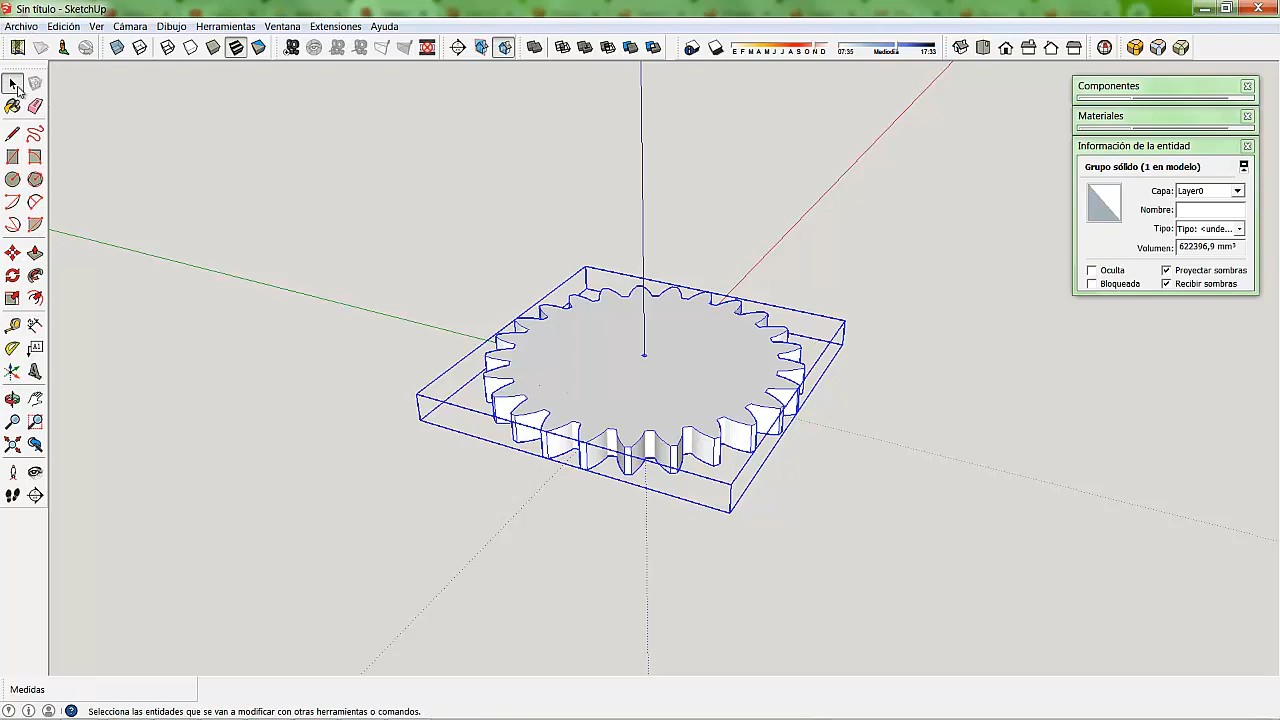 Sin título - SketchUp
Archivo Edición Ver Cámara Dibujo Herramientas Ventana Extensiones Ayuda
E F M A M J J A S O N D 07:35 Mediodía 17:33
Componentes
Materiales
Información de la entidad
Grupo sólido (1 en modelo)
Capa: Layer0
Nombre:
Tipo: Tipo: <unde...
Volumen: 622396,9 mm³
Oculta Proyectar sombras
Bloqueada Recibir sombras
A1
Medidas
Selecciona las entidades que se van a modificar con otras herramientas o comandos.